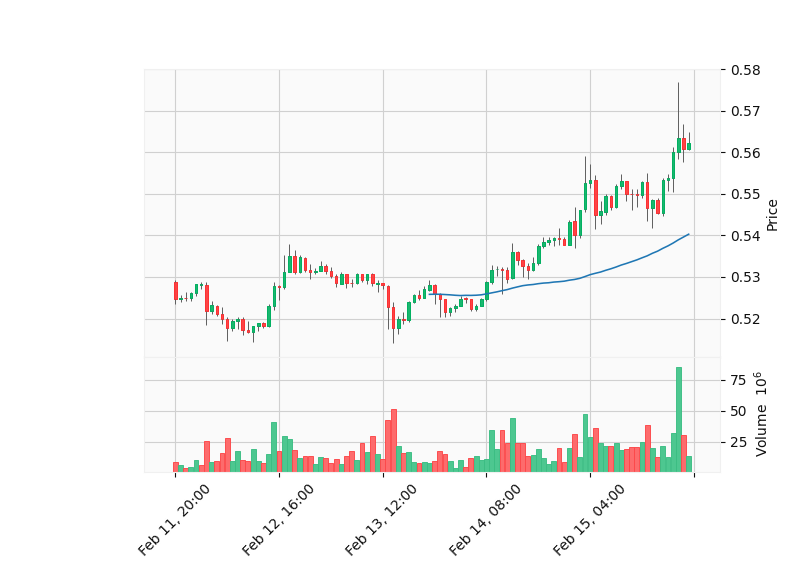 0.58
0.57
0.56
0.55
0.54
0.53
0.52
Price
75
50
25
Volume 10⁶
Feb 11, 20:00
Feb 12, 16:00
Feb 13, 12:00
Feb 14, 08:00
Feb 15, 04:00